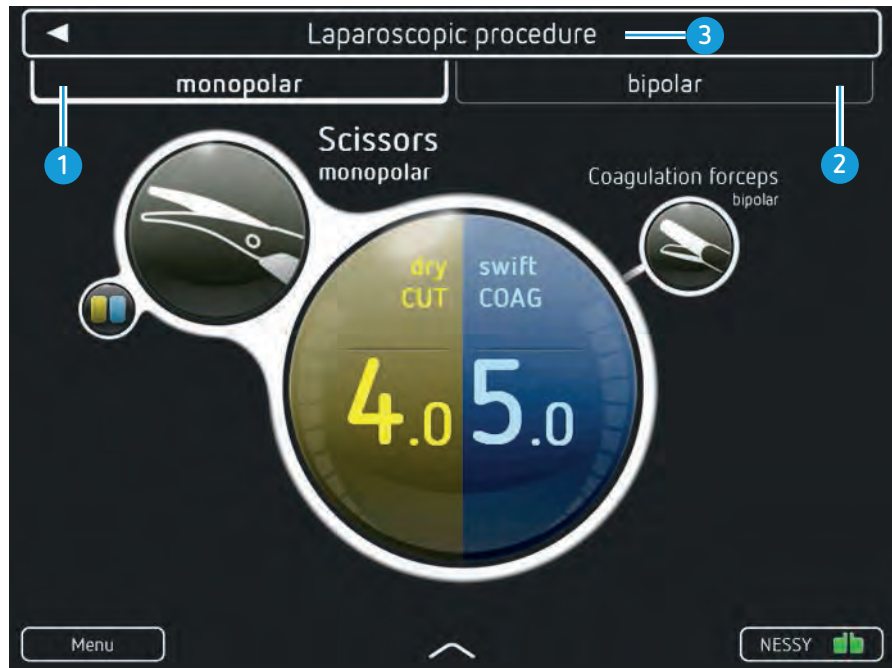 Laparoscopic procedure
3
monopolar
bipolar
1
2
Scissors
monopolar
Coagulation forceps
bipolar
dry
CUT
swift
COAG
4.0
5.0
Menu
NESSY